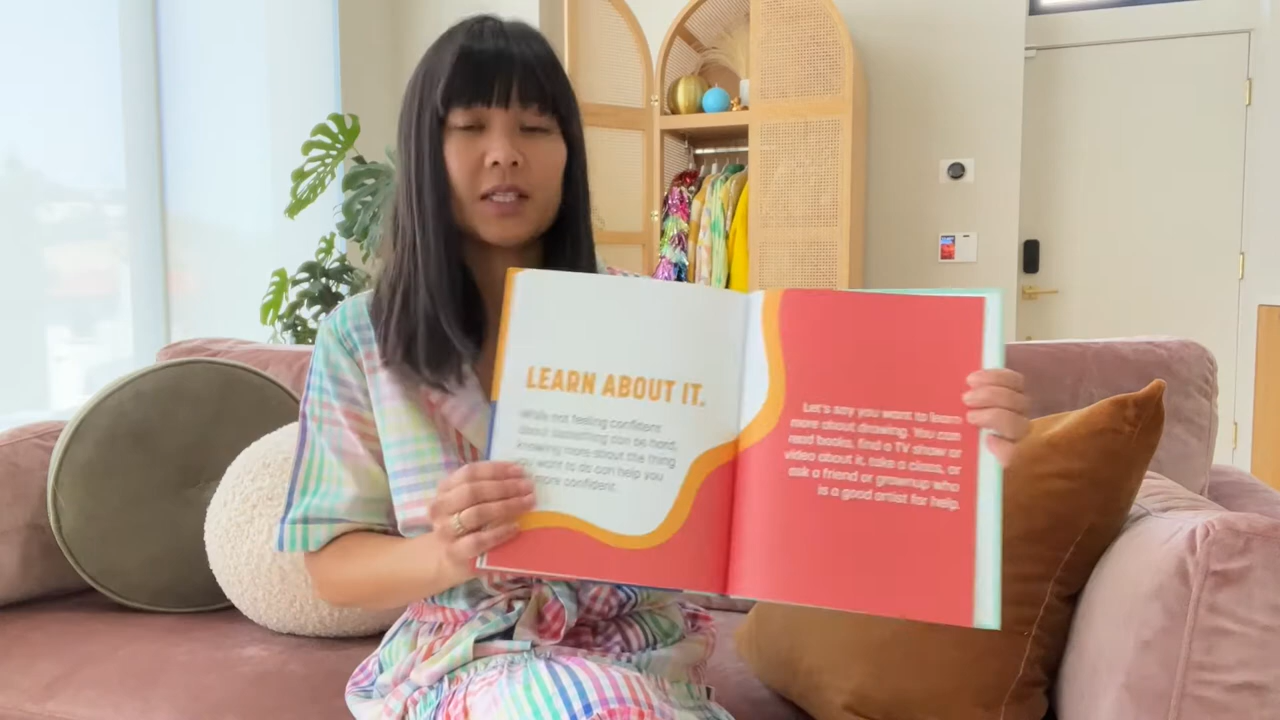 LEARN ABOUT IT.
While not feeling confident
about something can be hard,
knowing more about the thing
you want to do can help you
more confident.
Let's say you want to learn
more about drawing. You can
read books, find a TV show or
video about it, take a class, or
ask a friend or grownup who
is a good artist for help.